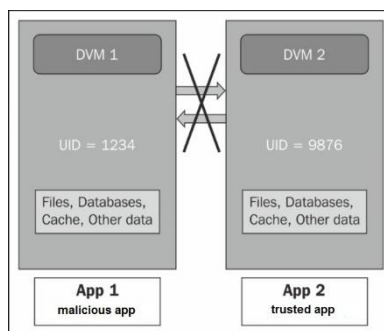 DVM 1
DVM 2
UID = 1234
UID = 9876
Files, Databases,
Cache, Other data
Files, Databases,
Cache, Other data
App 1
malicious app
App 2
trusted app